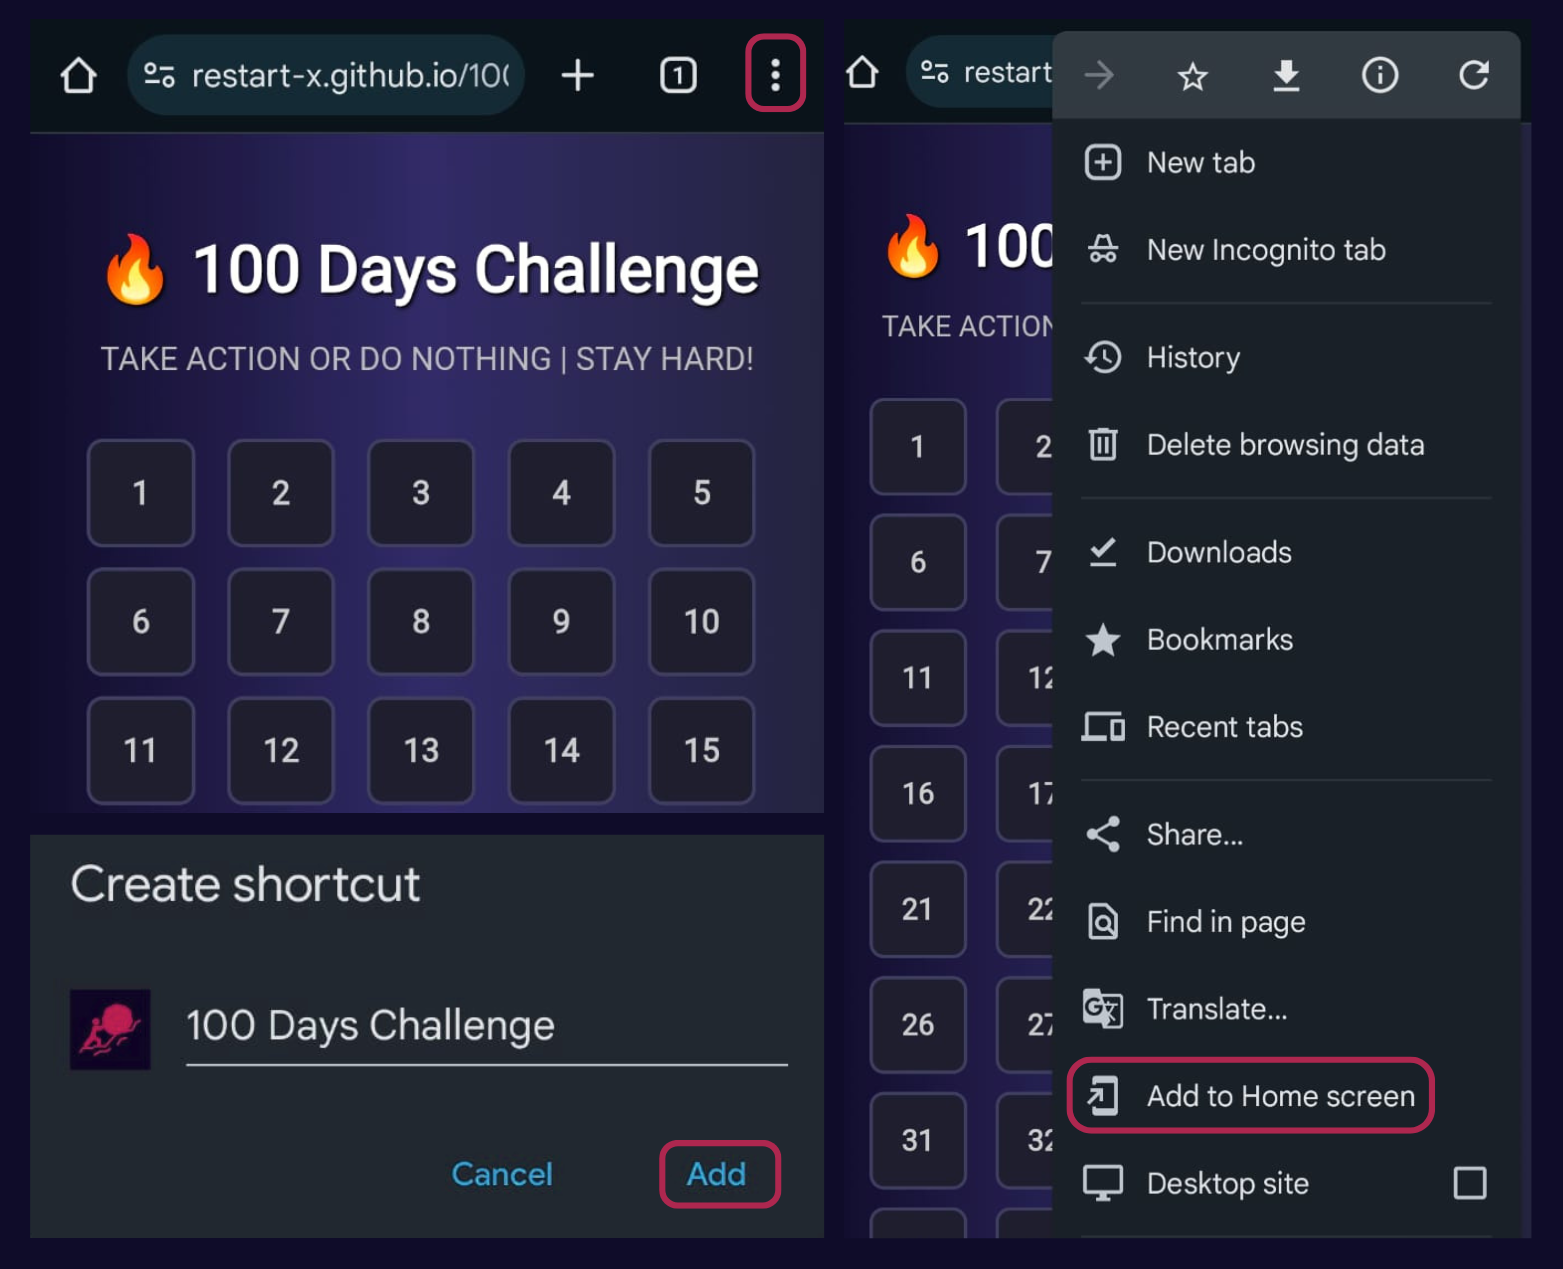 restart-x.github.io/10
1
🔥 100 Days Challenge
TAKE ACTION OR DO NOTHING | STAY HARD!
1 2 3 4 5
6 7 8 9 10
11 12 13 14 15
Create shortcut
100 Days Challenge
Cancel Add
restart
🔥 100
TAKE ACTION
1 2
6 7
11 12
16 17
21 22
26 27
31 32
New tab
New Incognito tab
History
Delete browsing data
Downloads
Bookmarks
Recent tabs
Share...
Find in page
Translate...
Add to Home screen
Desktop site